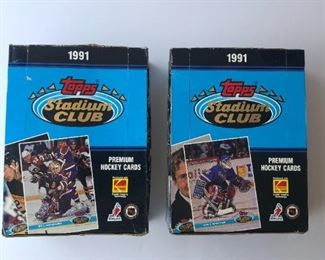 1991
Topps
Stadium
CLUB
PREMIUM
HOCKEY CARDS
1991
Topps
Stadium
CLUB
PREMIUM
HOCKEY CARDS